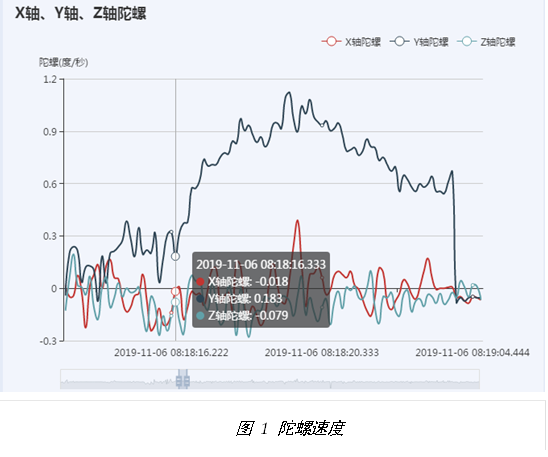 X轴、Y轴、Z轴陀螺
X轴陀螺 Y轴陀螺 Z轴陀螺
陀螺(度/秒)
1.2
0.9
0.6
0.3
0
-0.3
2019-11-06 08:18:16.333
X轴陀螺: -0.018
Y轴陀螺: 0.183
Z轴陀螺: -0.079
2019-11-06 08:18:16.222 2019-11-06 08:18:20.333 2019-11-06 08:19:04.444
图 1 陀螺速度